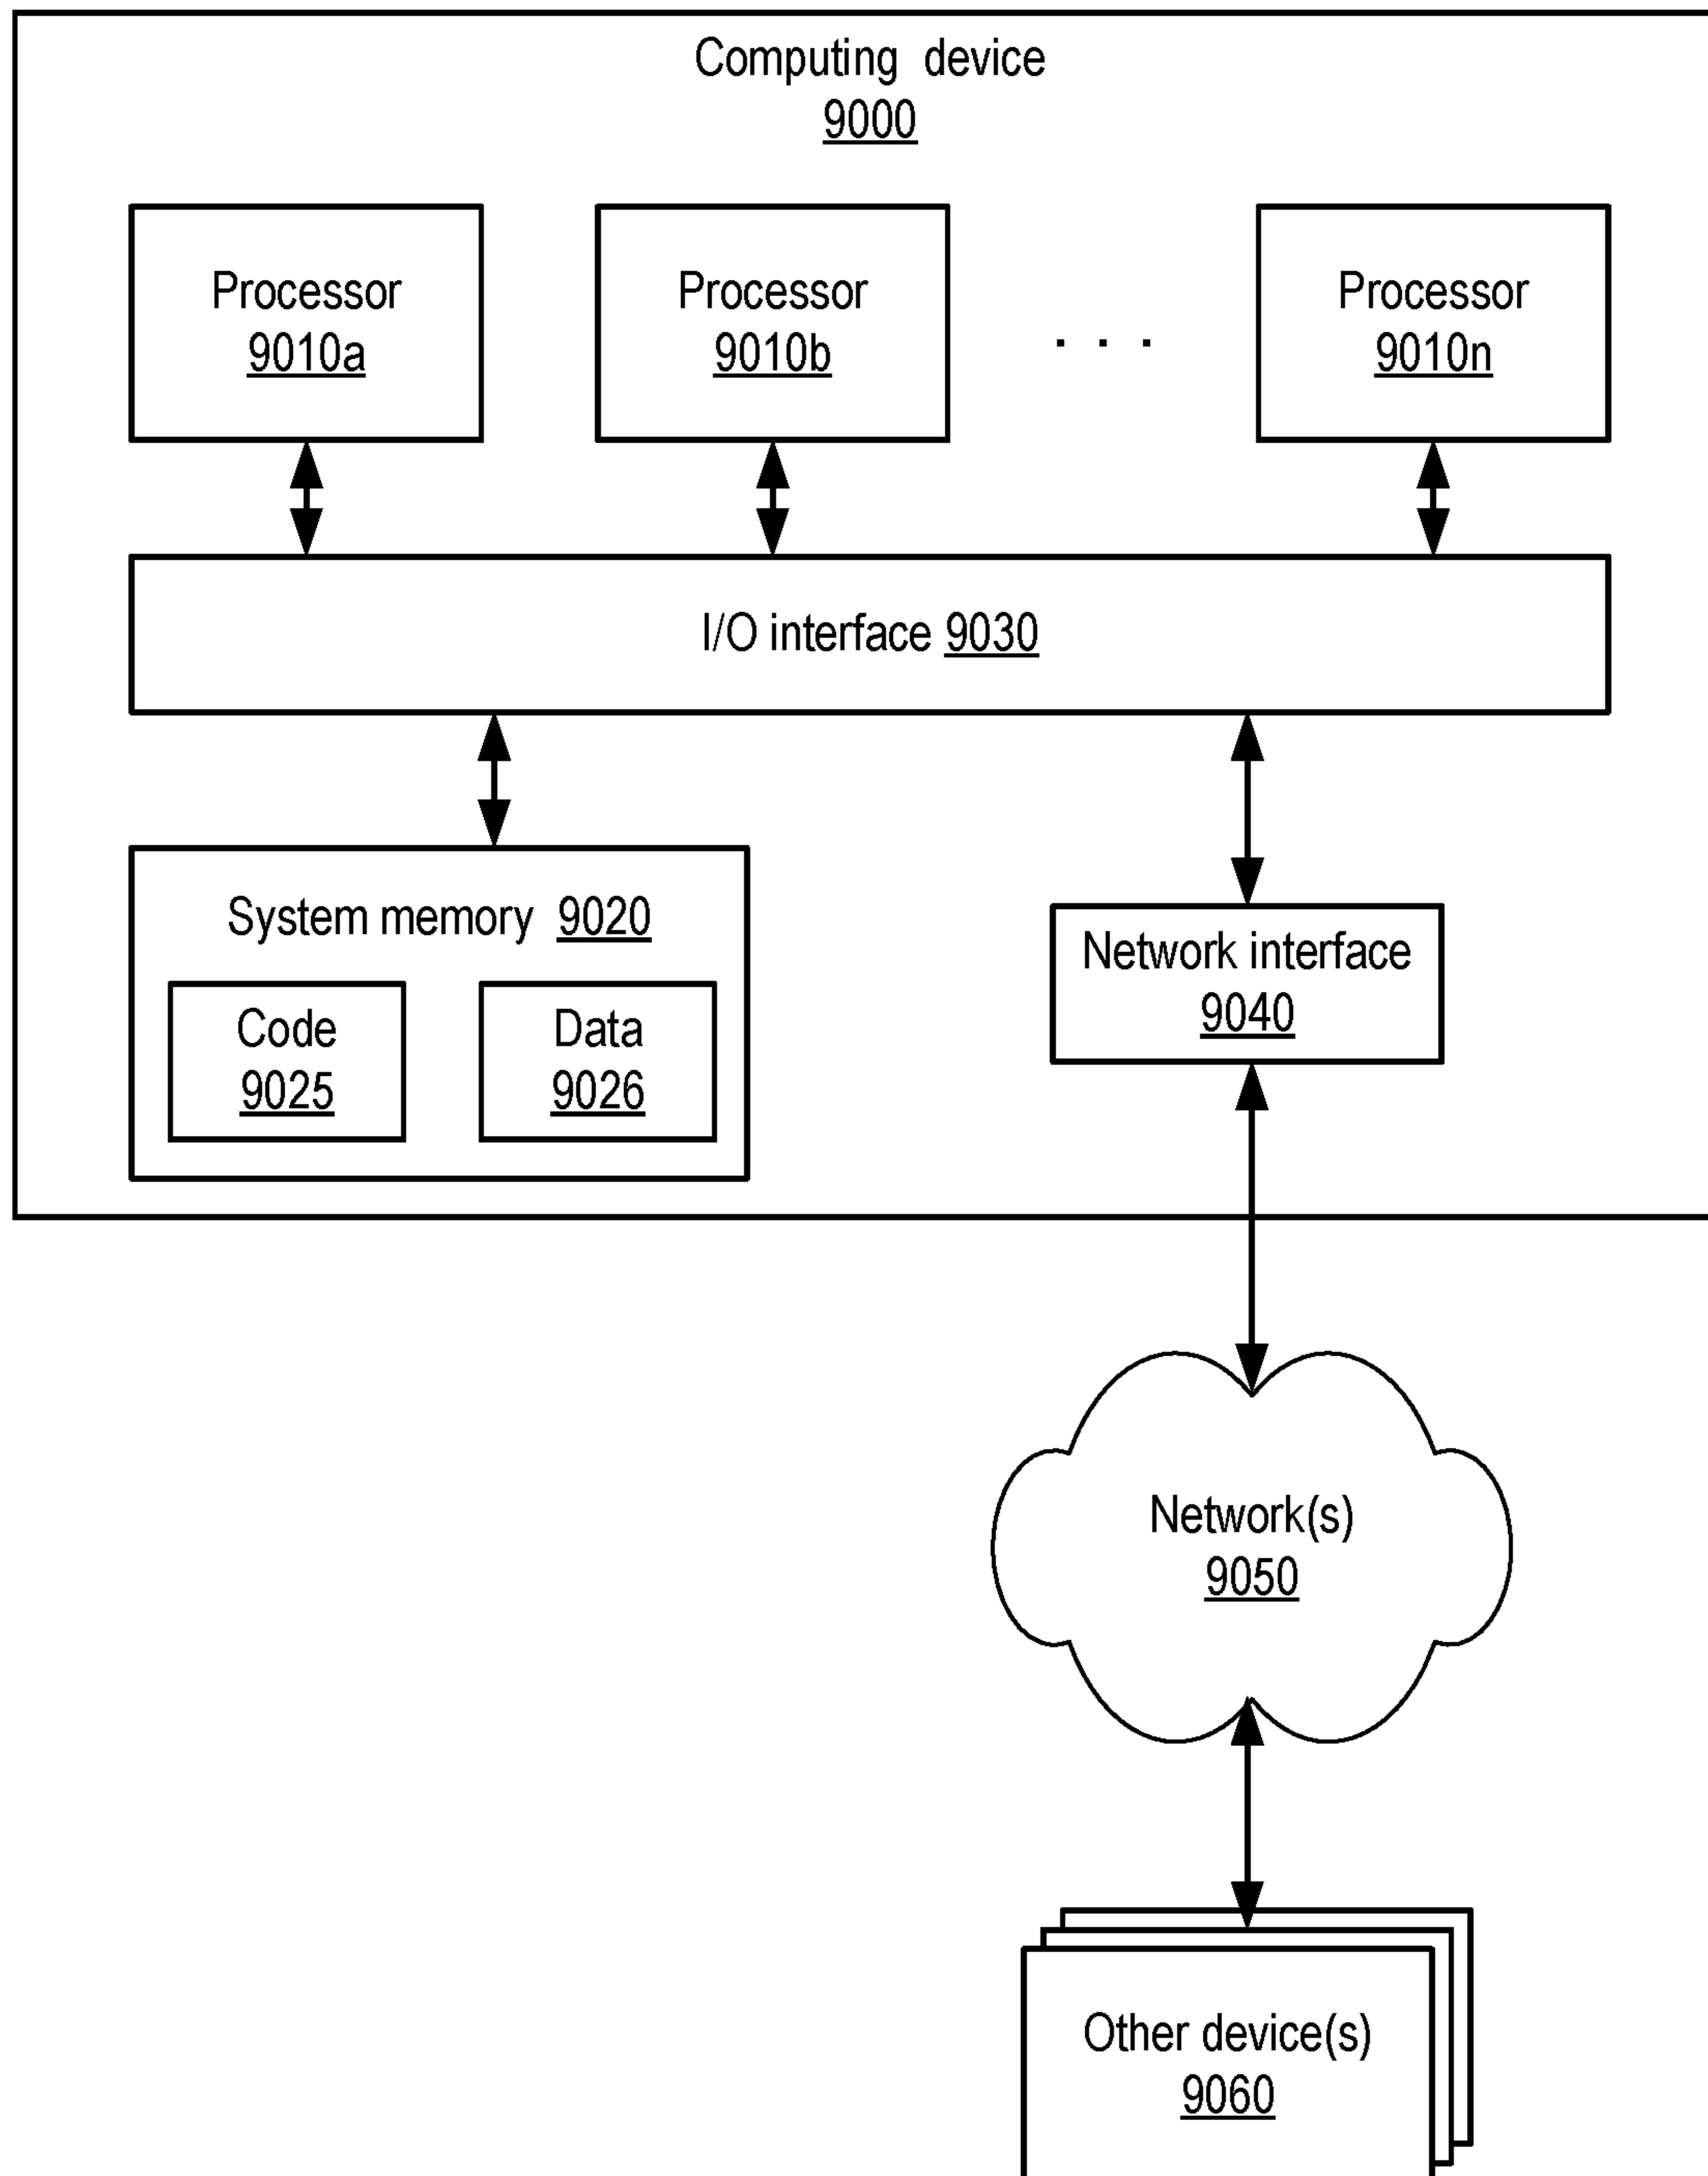 Computing device
9000
Processor
9010a
Processor
9010b
. . .
Processor
9010n
I/O interface 9030
System memory 9020
Code
9025
Data
9026
Network interface
9040
Network(s)
9050
Other device(s)
9060